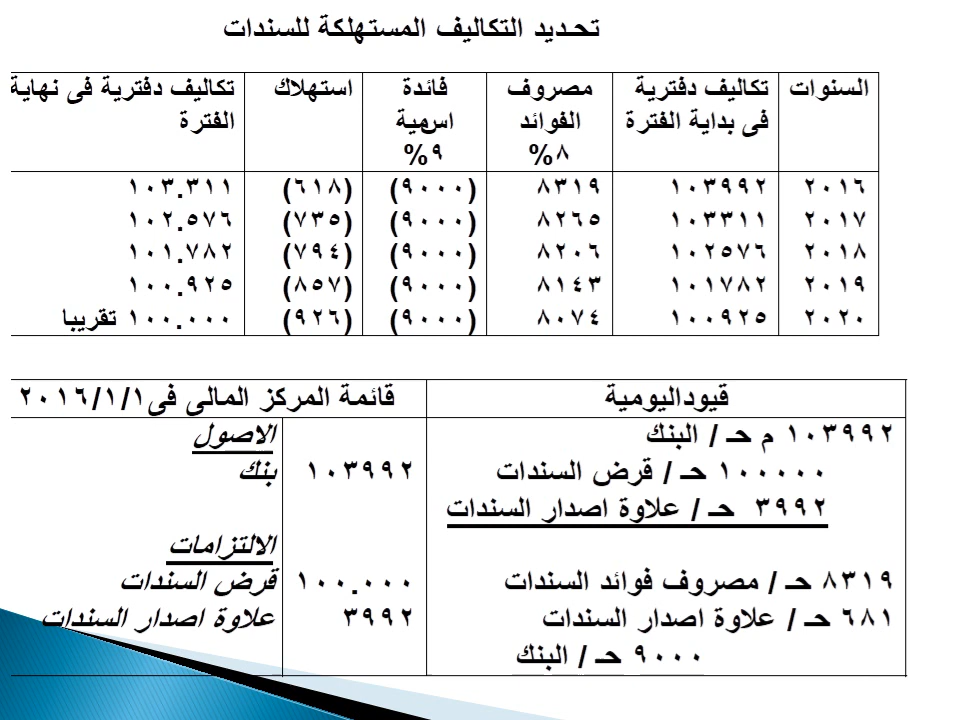 تحديد التكاليف المستهلكة للسندات
السنوات تكاليف دفترية فى بداية الفترة مصروف الفوائد ٨% فائدة اسمية ٩% استهلاك تكاليف دفترية فى نهاية الفترة
٢٠١٦ ١٠٣٩٩٢ ٨٣١٩ (٩٠٠٠) (٦١٨) ١٠٣.٣١١
٢٠١٧ ١٠٣٣١١ ٨٢٦٥ (٩٠٠٠) (٧٣٥) ١٠٢.٥٧٦
٢٠١٨ ١٠٢٥٧٦ ٨٢٠٦ (٩٠٠٠) (٧٩٤) ١٠١.٧٨٢
٢٠١٩ ١٠١٧٨٢ ٨١٤٣ (٩٠٠٠) (٨٥٧) ١٠٠.٩٢٥
٢٠٢٠ ١٠٠٩٢٥ ٨٠٧٤ (٩٠٠٠) (٩٢٦) ١٠٠.٠٠٠ تقريبا
قيوداليومية
١٠٣٩٩٢ م حـ / البنك
١٠٠٠٠٠ حـ / قرض السندات
٣٩٩٢ حـ / علاوة اصدار السندات
٨٣١٩ حـ / مصروف فوائد السندات
٦٨١ حـ / علاوة اصدار السندات
٩٠٠٠ حـ / البنك
قائمة المركز المالى فى٢٠١٦/١/١
الاصول
١٠٣٩٩٢ بنك
الالتزامات
١٠٠.٠٠٠ قرض السندات
٣٩٩٢ علاوة اصدار السندات